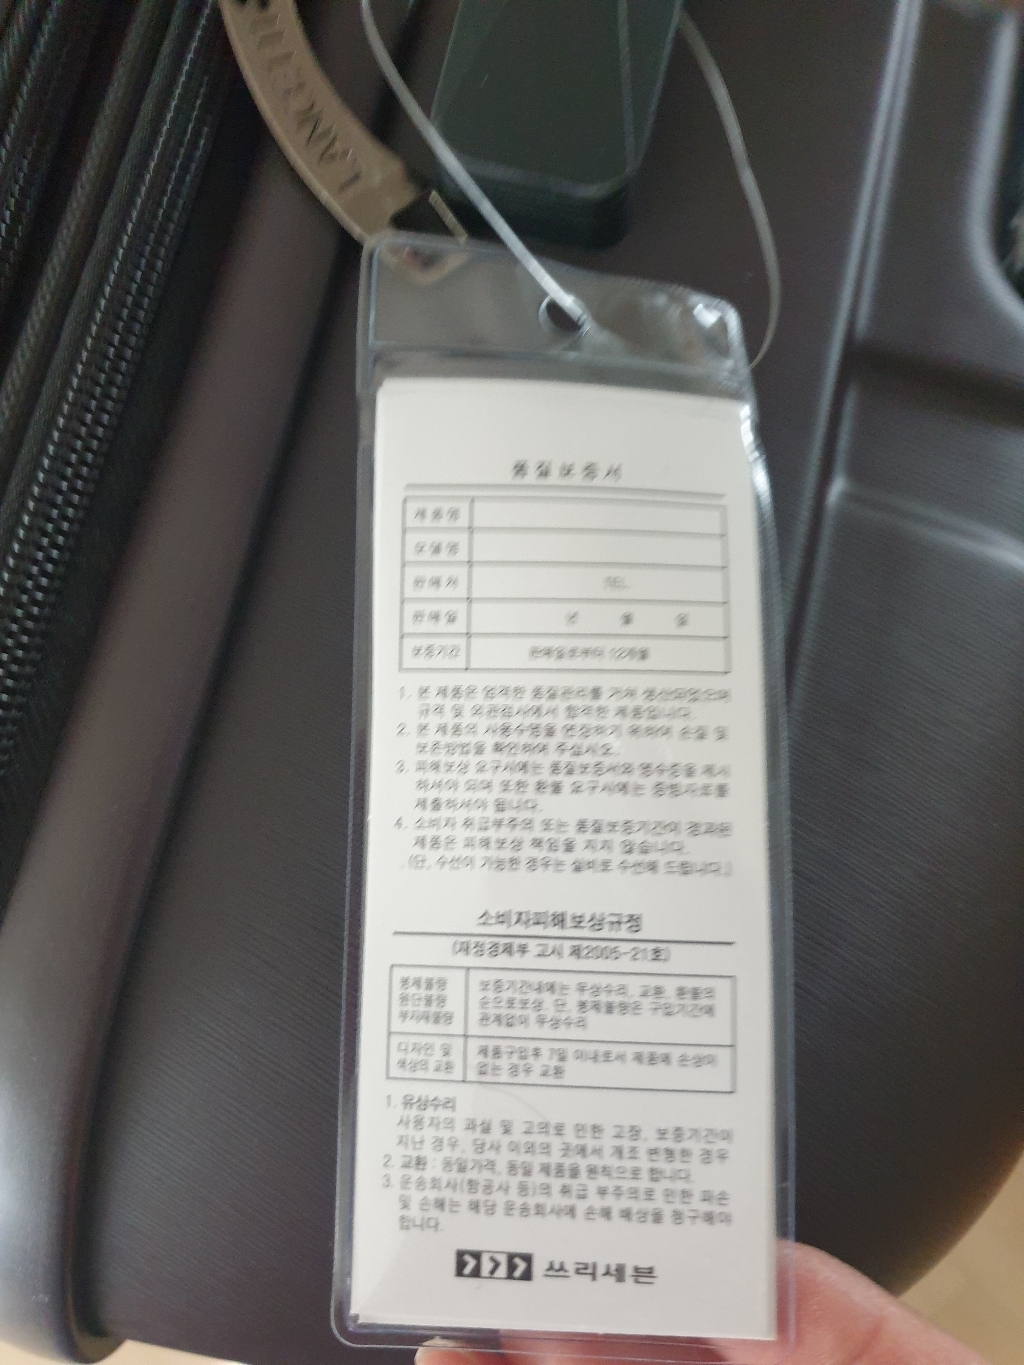 LANCETTI
품질보증서
제품명
모델명
판매처 TEL.
판매일 년 월 일
보증기간 판매일로부터 12개월
1. 본 제품은 엄격한 품질관리를 거쳐 생산되었으며
규격 및 외관검사에서 합격한 제품입니다.
2. 본 제품의 사용수명을 연장하기 위하여 손질 및
보존방법을 확인하여 주십시오.
3. 피해보상 요구시에는 품질보증서와 영수증을 제시
하셔야 되며 또한 환불 요구시에는 증빙자료를
제출하셔야 됩니다.
4. 소비자 취급부주의 또는 품질보증기간이 경과된
제품은 피해보상 책임을 지지 않습니다.
(단, 수선이 가능한 경우는 실비로 수선해 드립니다.)
소비자피해보상규정
(재정경제부 고시 제2005-21호)
봉제불량
원단불량
부자재불량
보증기간내에는 무상수리, 교환, 환불의
순으로보상. 단, 봉제불량은 구입기간에
관계없이 무상수리
디자인 및
색상의 교환
제품구입후 7일 이내로서 제품에 손상이
없는 경우 교환
1. 유상수리
사용자의 과실 및 고의로 인한 고장, 보증기간이
지난 경우, 당사 이외의 곳에서 개조 변형한 경우
2. 교환 : 동일가격, 동일 제품을 원칙으로 합니다.
3. 운송회사(항공사 등)의 취급 부주의로 인한 파손
및 손해는 해당 운송회사에 손해 배상을 청구해야
합니다.
쓰리세븐